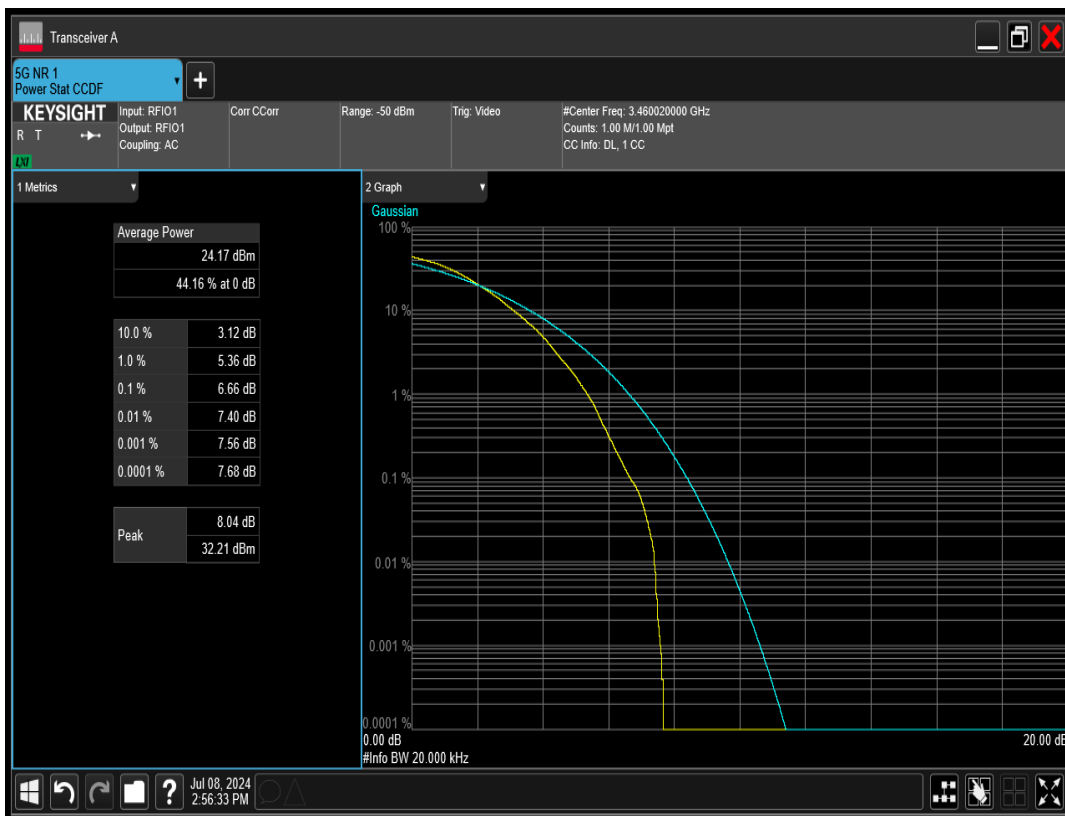 Transceiver A
5G NR 1
Power Stat CCDF
+
KEYSIGHT
R T
LXI
Input: RFIO1
Output: RFIO1
Coupling: AC
Corr CCorr
Range: -50 dBm
Trig: Video
#Center Freq: 3.460020000 GHz
Counts: 1.00 M/1.00 Mpt
CC Info: DL, 1 CC
1 Metrics
Average Power
24.17 dBm
44.16 % at 0 dB
10.0 % 3.12 dB
1.0 % 5.36 dB
0.1 % 6.66 dB
0.01 % 7.40 dB
0.001 % 7.56 dB
0.0001 % 7.68 dB
Peak
8.04 dB
32.21 dBm
2 Graph
Gaussian
100 %
10 %
1 %
0.1 %
0.01 %
0.001 %
0.0001 %
0.00 dB
20.00 dB
#Info BW 20.000 kHz
?
Jul 08, 2024
2:56:33 PM